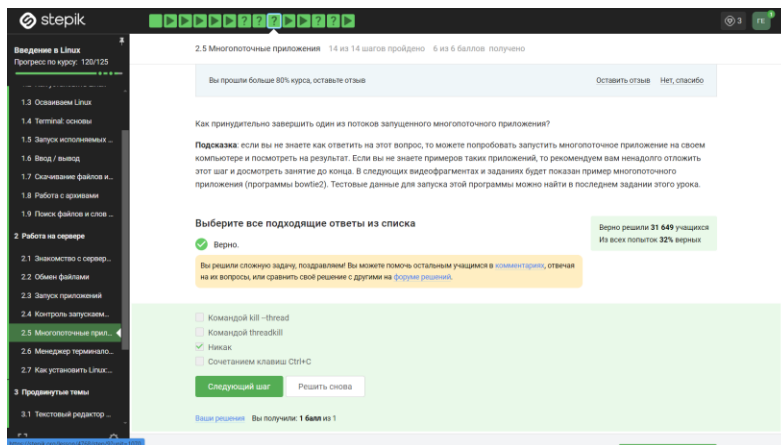 stepik
3
ГЕ
Введение в Linux
Прогресс по курсу: 120/125
2.5 Многопоточные приложения 14 из 14 шагов пройдено 6 из 6 баллов получено
Вы прошли больше 80% курса, оставьте отзыв
Оставить отзыв Нет, спасибо
1.3 Осваиваем Linux
1.4 Terminal: основы
1.5 Запуск исполняемых ...
1.6 Ввод / вывод
1.7 Скачивание файлов и...
1.8 Работа с архивами
1.9 Поиск файлов и слов ...
2 Работа на сервере
2.1 Знакомство с сервер...
2.2 Обмен файлами
2.3 Запуск приложений
2.4 Контроль запускаем...
2.5 Многопоточные прил...
2.6 Менеджер терминало...
2.7 Как установить Linux:...
3 Продвинутые темы
3.1 Текстовый редактор ...
Как принудительно завершить один из потоков запущенного многопоточного приложения?
Подсказка: если вы не знаете как ответить на этот вопрос, то можете попробовать запустить многопоточное приложение на своем
компьютере и посмотреть на результат. Если вы не знаете примеров таких приложений, то рекомендуем вам ненадолго отложить
этот шаг и досмотреть занятие до конца. В следующих видеофрагментах и заданиях будет показан пример многопоточного
приложения (программы bowtie2). Тестовые данные для запуска этой программы можно найти в последнем задании этого урока.
Выберите все подходящие ответы из списка
Верно.
Верно решили 31 649 учащихся
Из всех попыток 32% верных
Вы решили сложную задачу, поздравляем! Вы можете помочь остальным учащимся в комментариях, отвечая
на их вопросы, или сравнить своё решение с другими на форуме решений.
Командой kill –thread
Командой threadkill
Никак
Сочетанием клавиш Ctrl+C
Следующий шаг Решить снова
Ваши решения Вы получили: 1 балл из 1